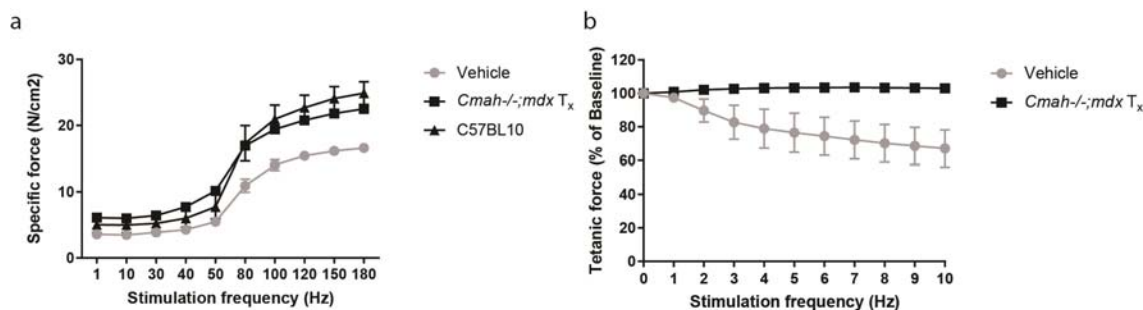 a
Specific force (N/cm2)
30
20
10
0
1 10 30 40 50 80 100 120 150 180
Stimulation frequency (Hz)
Vehicle
Cmah-/-;mdx Tx
C57BL10
b
Tetanic force (% of Baseline)
120
100
80
60
40
20
0
0 1 2 3 4 5 6 7 8 9 10
Stimulation frequency (Hz)
Vehicle
Cmah-/-;mdx Tx